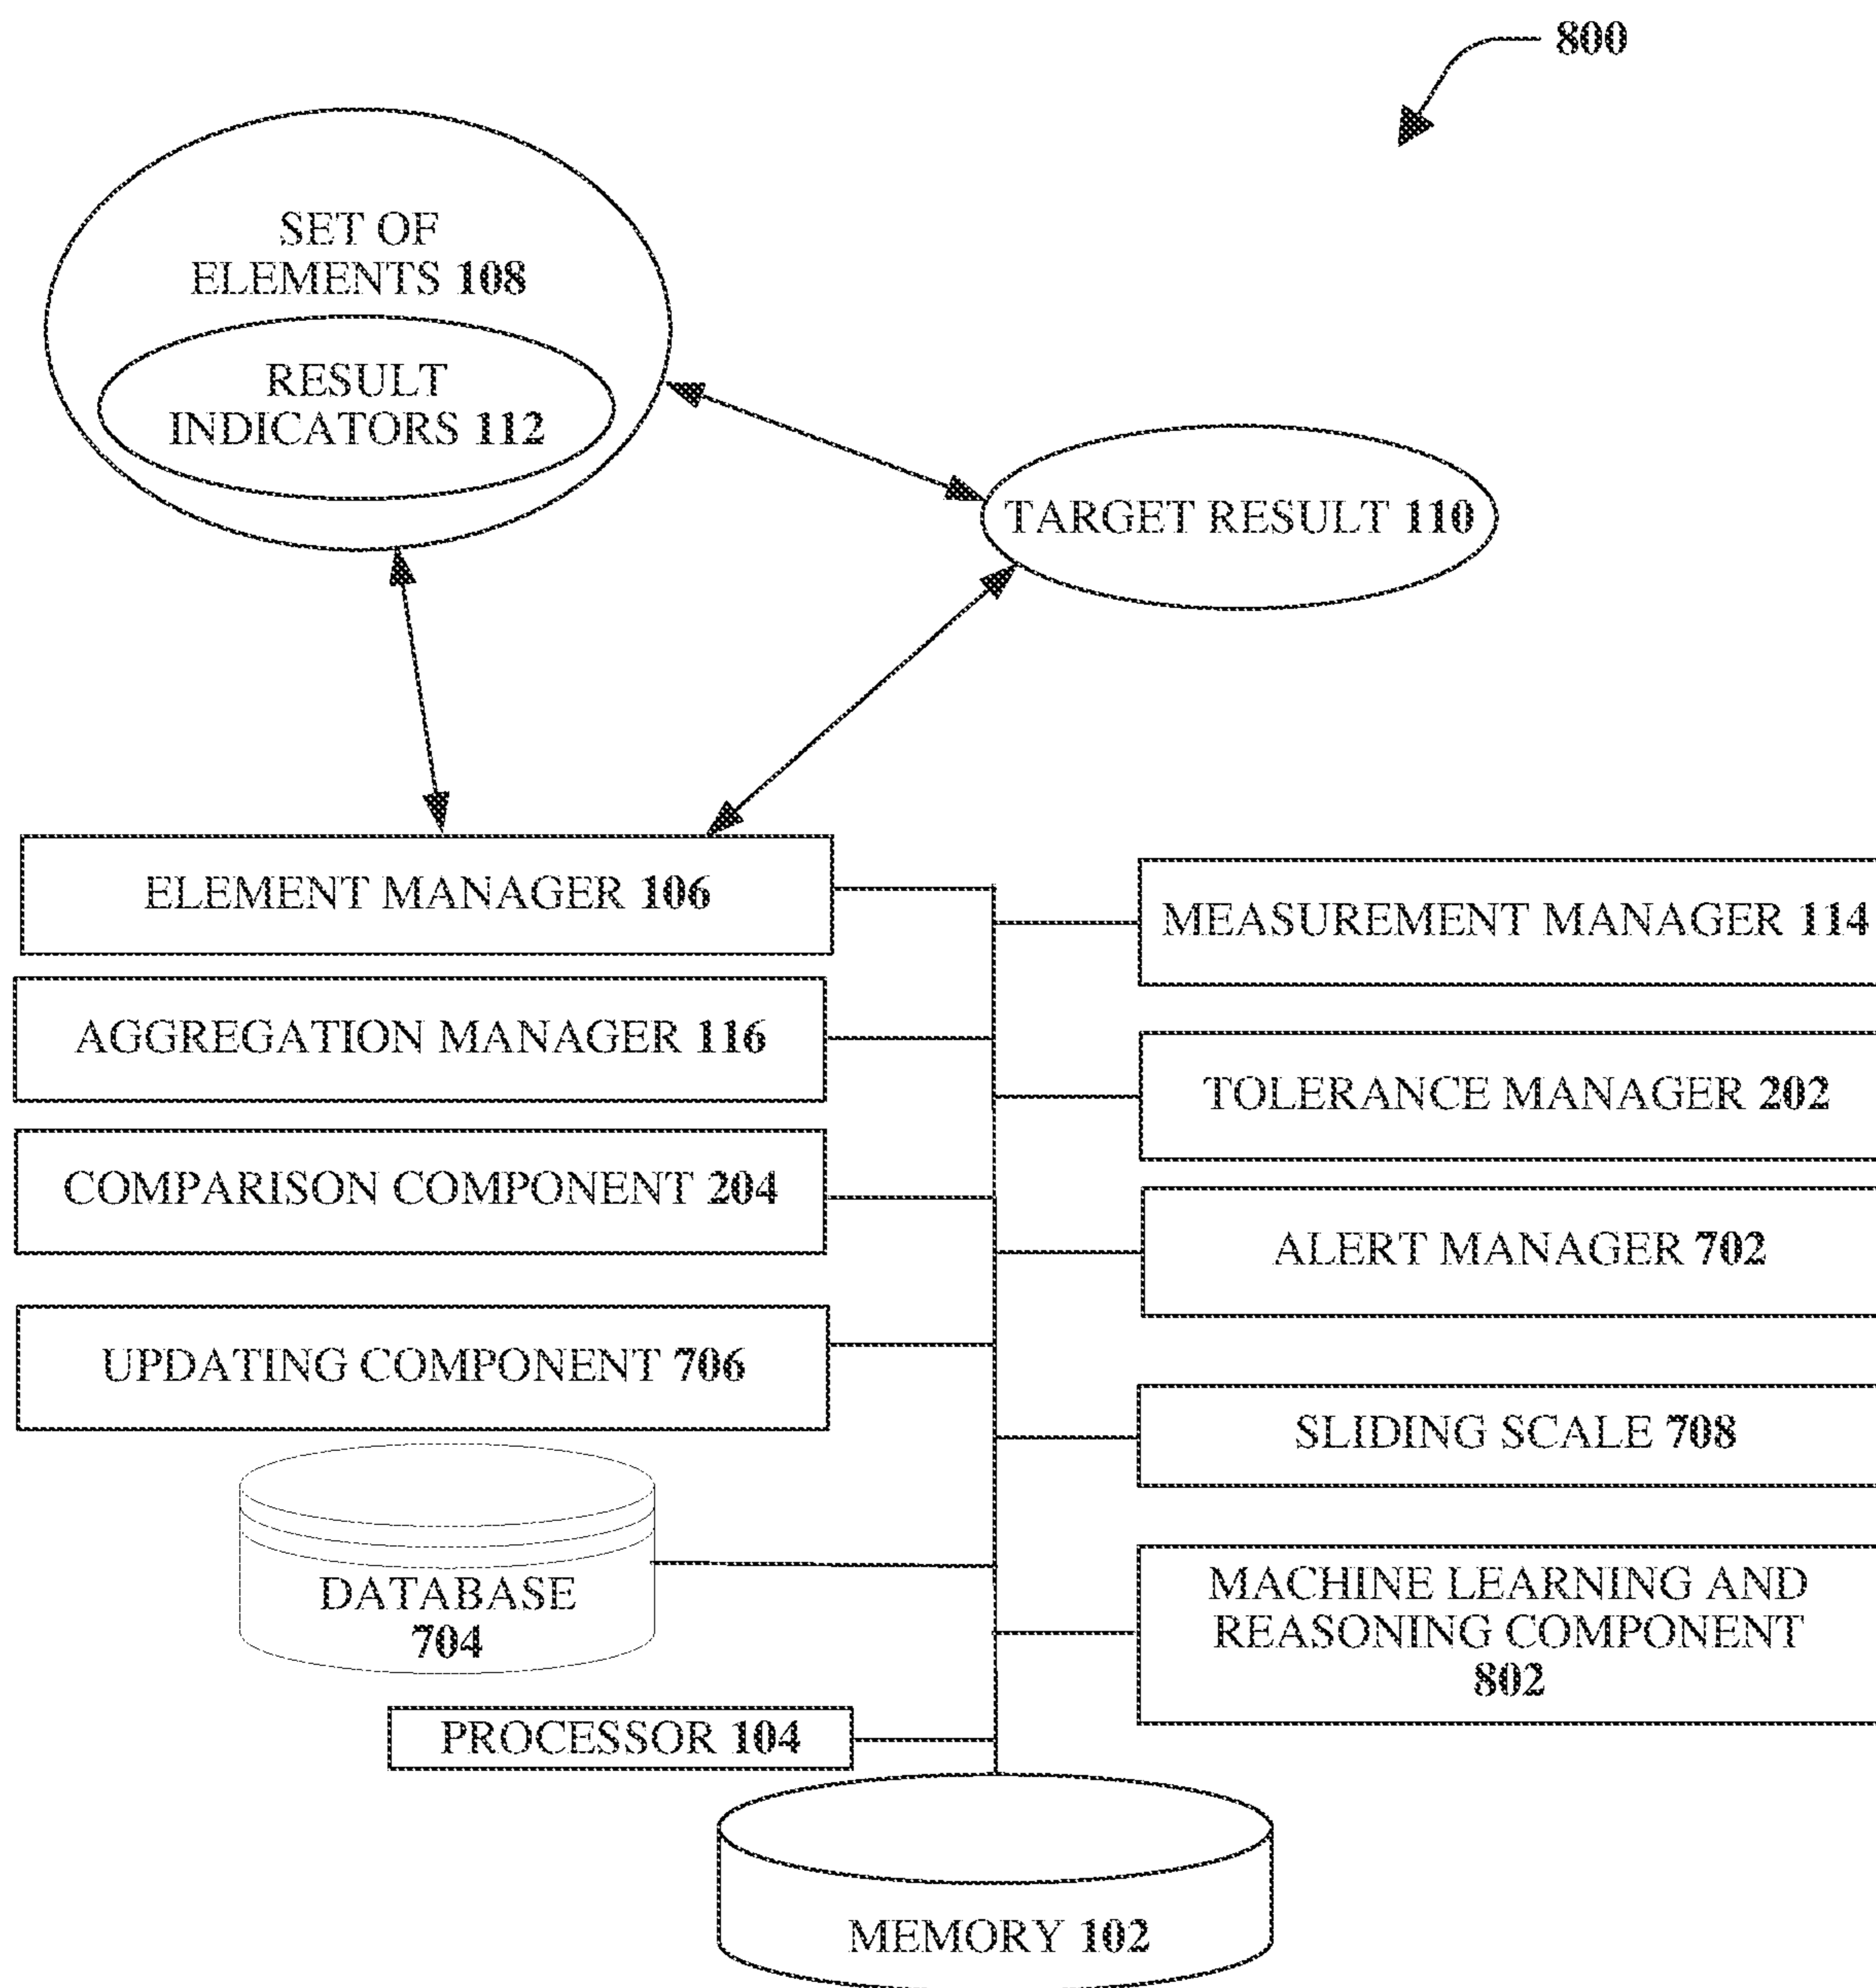 800
SET OF
ELEMENTS 108
RESULT
INDICATORS 112
TARGET RESULT 110
ELEMENT MANAGER 106
MEASUREMENT MANAGER 114
AGGREGATION MANAGER 116
TOLERANCE MANAGER 202
COMPARISON COMPONENT 204
ALERT MANAGER 702
UPDATING COMPONENT 706
SLIDING SCALE 708
DATABASE
704
MACHINE LEARNING AND
REASONING COMPONENT
802
PROCESSOR 104
MEMORY 102